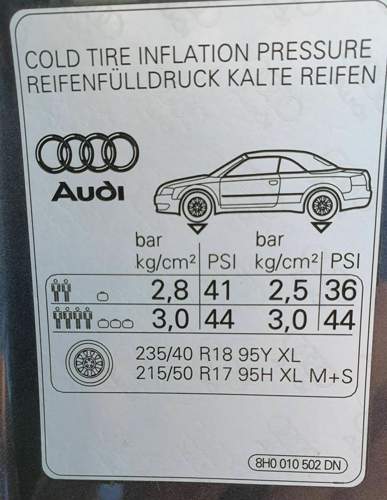 COLD TIRE INFLATION PRESSURE
REIFENFÜLLDRUCK KALTE REIFEN
Audi
bar bar
kg/cm² PSI kg/cm² PSI
2,8 41 2,5 36
3,0 44 3,0 44
235/40 R18 95Y XL
215/50 R17 95H XL M+S
8H0 010 502 DN